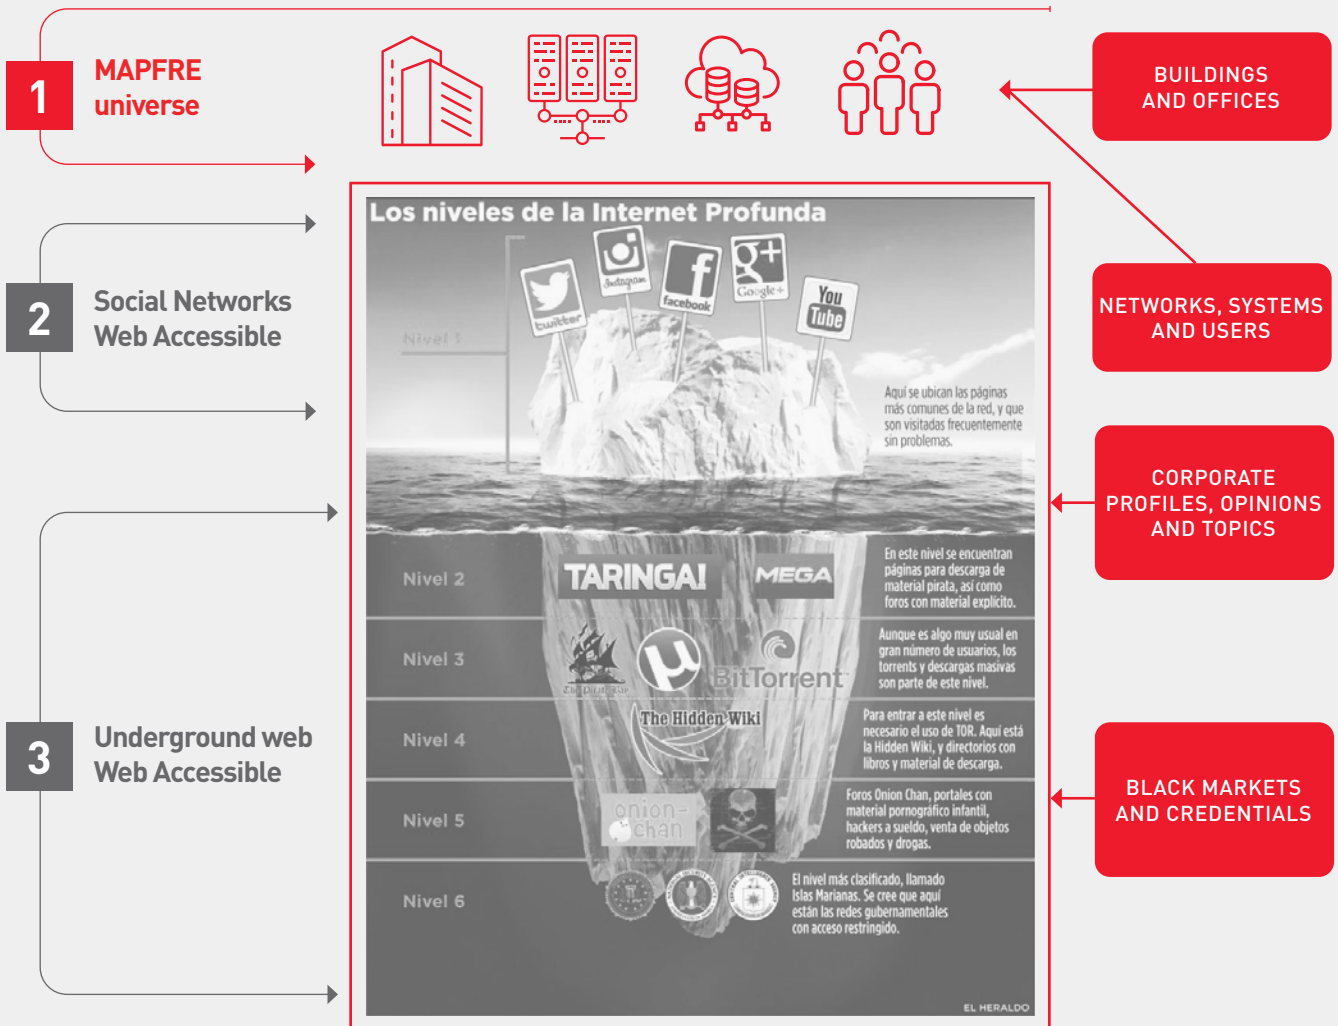 1
MAPFRE
universe
BUILDINGS
AND OFFICES
2
Social Networks
Web Accessible
NETWORKS, SYSTEMS
AND USERS
Los niveles de la Internet Profunda
Nivel 1
twitter
Instagram
facebook
g+
Google+
You
Tube
Aquí se ubican las páginas
más comunes de la red, y que
son visitadas frecuentemente
sin problemas.
CORPORATE
PROFILES, OPINIONS
AND TOPICS
3
Underground web
Web Accessible
Nivel 2
TARINGA!
MEGA
En este nivel se encuentran
páginas para descarga de
material pirata, así como
foros con material explícito.
Nivel 3
The Pirate Bay
µ
BitTorrent
Aunque es algo muy usual en
gran número de usuarios, los
torrents y descargas masivas
son parte de este nivel.
Nivel 4
The Hidden Wiki
Para entrar a este nivel es
necesario el uso de TOR. Aquí está
la Hidden Wiki, y directorios con
libros y material de descarga.
BLACK MARKETS
AND CREDENTIALS
Nivel 5
onion-
chan
Foros Onion Chan, portales con
material pornográfico infantil,
hackers a sueldo, venta de objetos
robados y drogas.
Nivel 6
El nivel más clasificado, llamado
Islas Marianas. Se cree que aquí
están las redes gubernamentales
con acceso restringido.
EL HERALDO